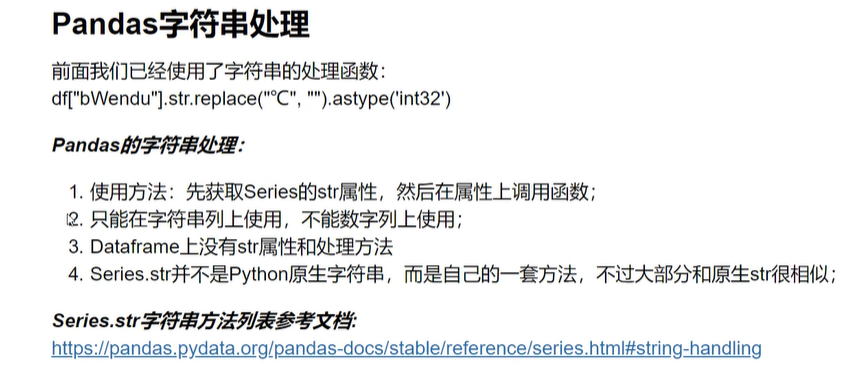 Pandas字符串处理
前面我们已经使用了字符串的处理函数：
df["bWendu"].str.replace("℃", "").astype('int32')
Pandas的字符串处理：
1. 使用方法：先获取Series的str属性，然后在属性上调用函数；
2. 只能在字符串列上使用，不能数字列上使用；
3. Dataframe上没有str属性和处理方法
4. Series.str并不是Python原生字符串，而是自己的一套方法，不过大部分和原生str很相似；
Series.str字符串方法列表参考文档:
https://pandas.pydata.org/pandas-docs/stable/reference/series.html#string-handling